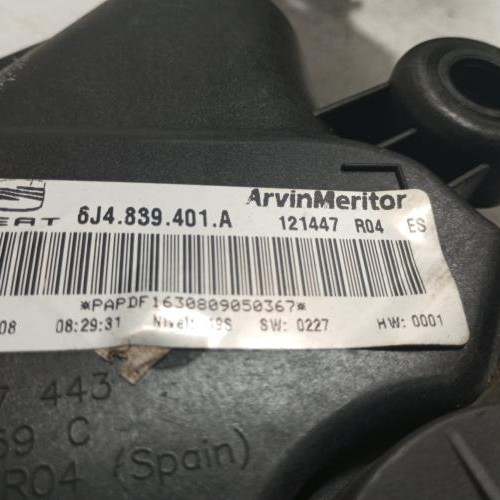 ArvinMeritor
6J4.839.401.A
121447 R04 ES
*PAPDF1630809050367*
08 08:29:31 SW: 0227 HW: 0001
443
69 C
R04 (Spain)